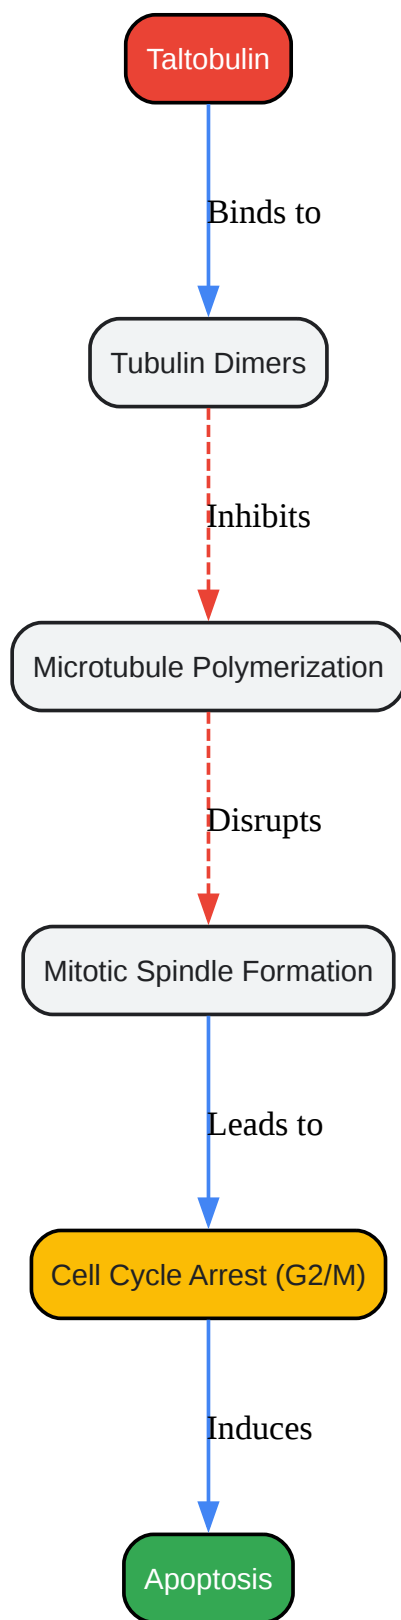 Taltobulin
Binds to
Tubulin Dimers
Inhibits
Microtubule Polymerization
Disrupts
Mitotic Spindle Formation
Leads to
Cell Cycle Arrest (G2/M)
Induces
Apoptosis